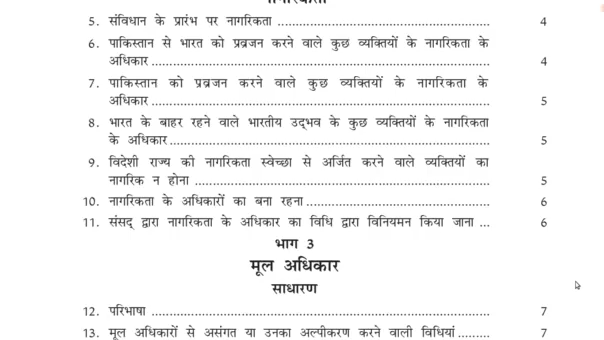 नागरिकता
5. संविधान के प्रारंभ पर नागरिकता ........................................................ 4
6. पाकिस्तान से भारत को प्रव्रजन करने वाले कुछ व्यक्तियों के नागरिकता के
अधिकार ........................................................................................ 4
7. पाकिस्तान को प्रव्रजन करने वाले कुछ व्यक्तियों के नागरिकता के
अधिकार ........................................................................................ 5
8. भारत के बाहर रहने वाले भारतीय उद्‌भव के कुछ व्यक्तियों के नागरिकता
के अधिकार .................................................................................... 5
9. विदेशी राज्य की नागरिकता स्वेच्छा से अर्जित करने वाले व्यक्तियों का
नागरिक न होना .............................................................................. 5
10. नागरिकता के अधिकारों का बना रहना ................................................ 6
11. संसद् द्वारा नागरिकता के अधिकार का विधि द्वारा विनियमन किया जाना ... 6
भाग 3
मूल अधिकार
साधारण
12. परिभाषा ........................................................................................ 7
13. मूल अधिकारों से असंगत या उनका अल्पीकरण करने वाली विधियां ......... 7